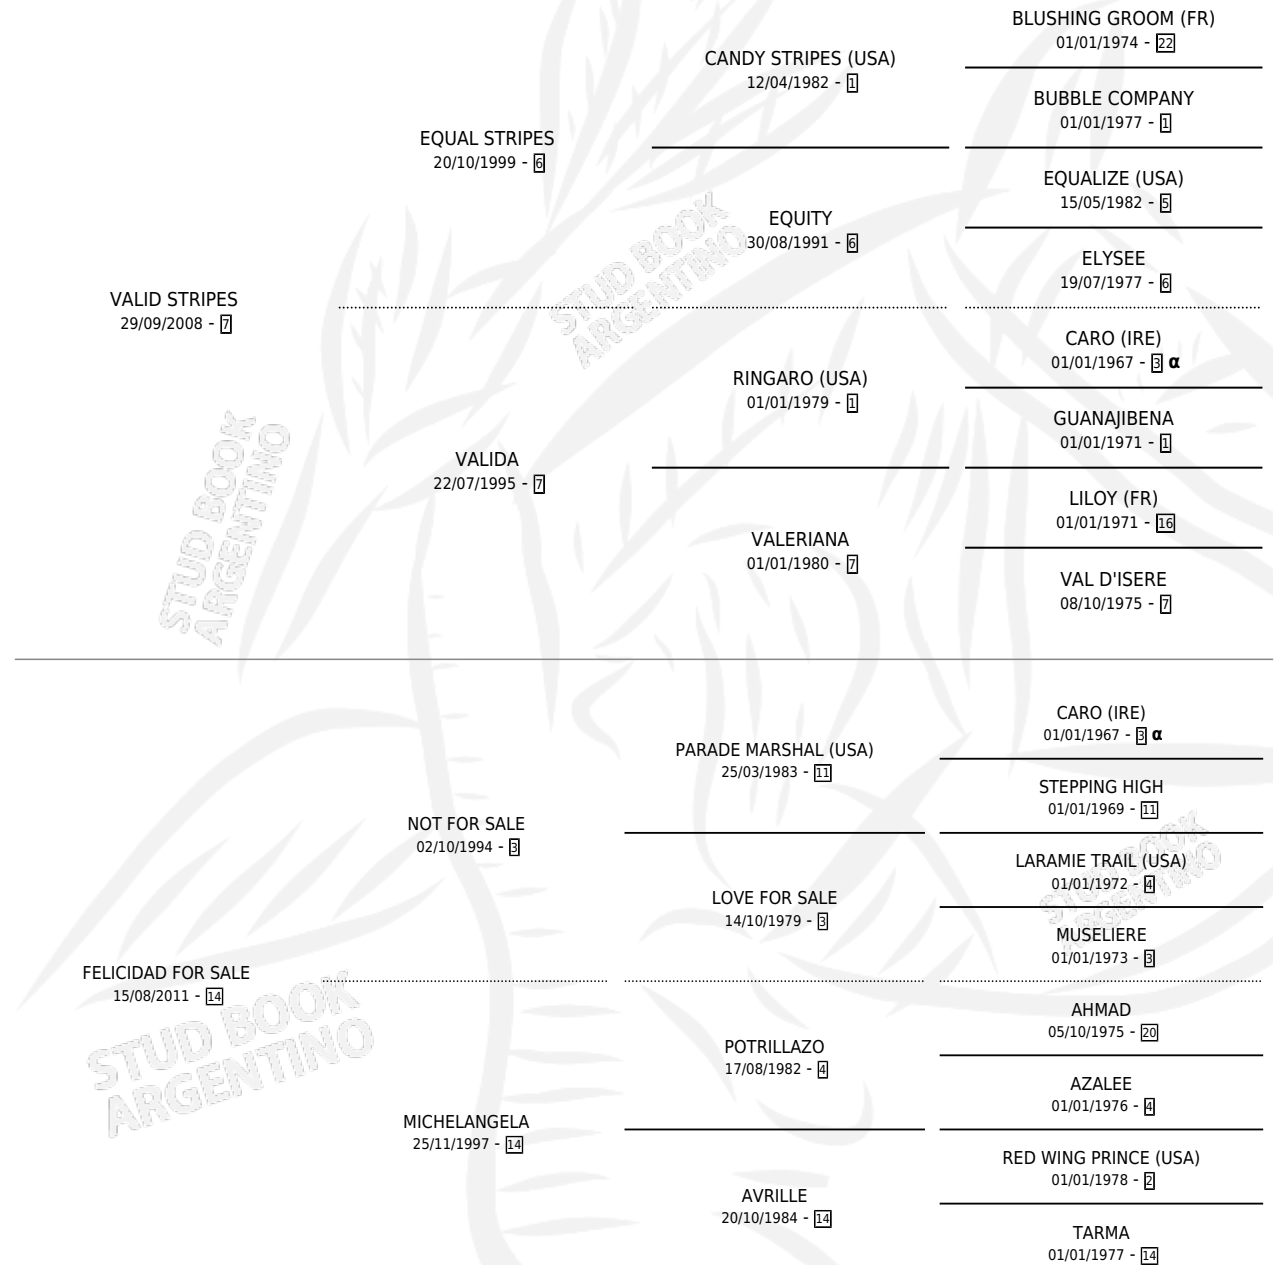 BLUSHING GROOM (FR)
01/01/1974 - 22
CANDY STRIPES (USA)
12/04/1982 - 1
BUBBLE COMPANY
01/01/1977 - 1
EQUAL STRIPES
20/10/1999 - 6
EQUALIZE (USA)
15/05/1982 - 5
EQUITY
30/08/1991 - 6
ELYSEE
19/07/1977 - 6
VALID STRIPES
29/09/2008 - 7
CARO (IRE)
01/01/1967 - 3 α
RINGARO (USA)
01/01/1979 - 1
GUANAJIBENA
01/01/1971 - 1
VALIDA
22/07/1995 - 7
LILOY (FR)
01/01/1971 - 16
VALERIANA
01/01/1980 - 7
VAL D'ISERE
08/10/1975 - 7
CARO (IRE)
01/01/1967 - 3 α
PARADE MARSHAL (USA)
25/03/1983 - 11
STEPPING HIGH
01/01/1969 - 11
NOT FOR SALE
02/10/1994 - 3
LARAMIE TRAIL (USA)
01/01/1972 - 4
LOVE FOR SALE
14/10/1979 - 3
MUSELIERE
01/01/1973 - 3
FELICIDAD FOR SALE
15/08/2011 - 14
AHMAD
05/10/1975 - 20
POTRILLAZO
17/08/1982 - 4
AZALEE
01/01/1976 - 4
MICHELANGELA
25/11/1997 - 14
RED WING PRINCE (USA)
01/01/1978 - 2
AVRILLE
20/10/1984 - 14
TARMA
01/01/1977 - 14
STUD BOOK
ARGENTINO
STUD BOOK
ARGENTINO
STUD BOOK
ARGENTINO
STUD BOOK
ARGENTINO